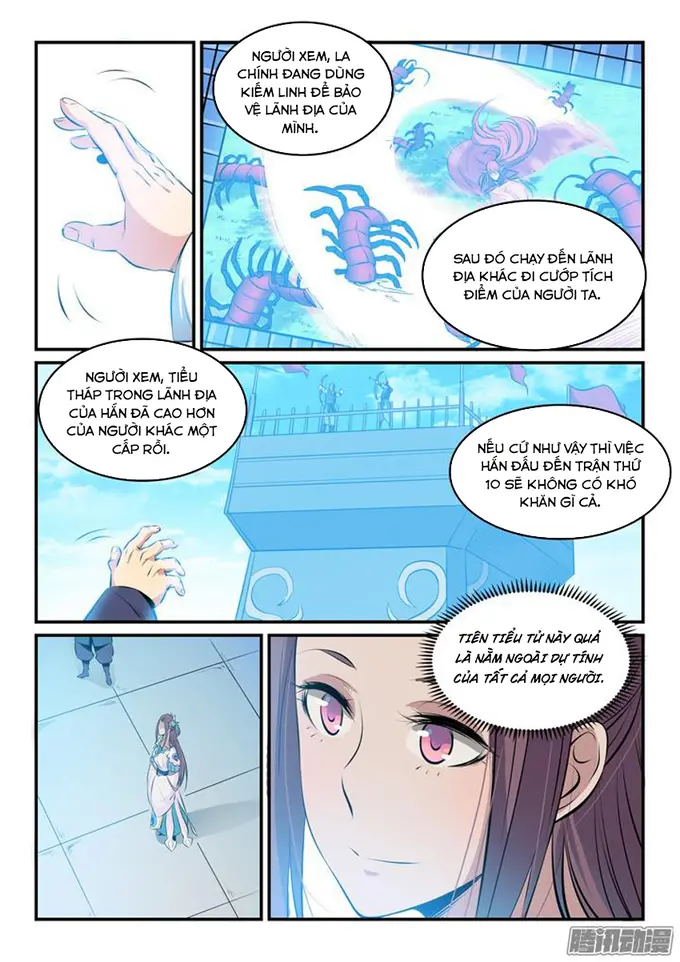 NGƯỜI XEM, LA
CHÍNH ĐANG DÙNG
KIẾM LINH ĐỂ BẢO
VỆ LÃNH ĐỊA CỦA
MÌNH.
SAU ĐÓ CHẠY ĐẾN LÃNH
ĐỊA KHÁC ĐI CƯỚP TÍCH
ĐIỂM CỦA NGƯỜI TA.
NGƯỜI XEM, TIỂU
THÁP TRONG LÃNH ĐỊA
CỦA HẮN ĐÃ CAO HƠN
CỦA NGƯỜI KHÁC MỘT
CẤP RỒI.
NẾU CỨ NHƯ VẬY THÌ VIỆC
HẮN ĐẤU ĐẾN TRẬN THỨ
10 SẼ KHÔNG CÓ KHÓ
KHĂN GÌ CẢ.
TIÊN TIỂU TỬ NÀY QUẢ
LÀ NẰM NGOÀI DỰ TÍNH
CỦA TẤT CẢ MỌI NGƯỜI.
腾讯动漫